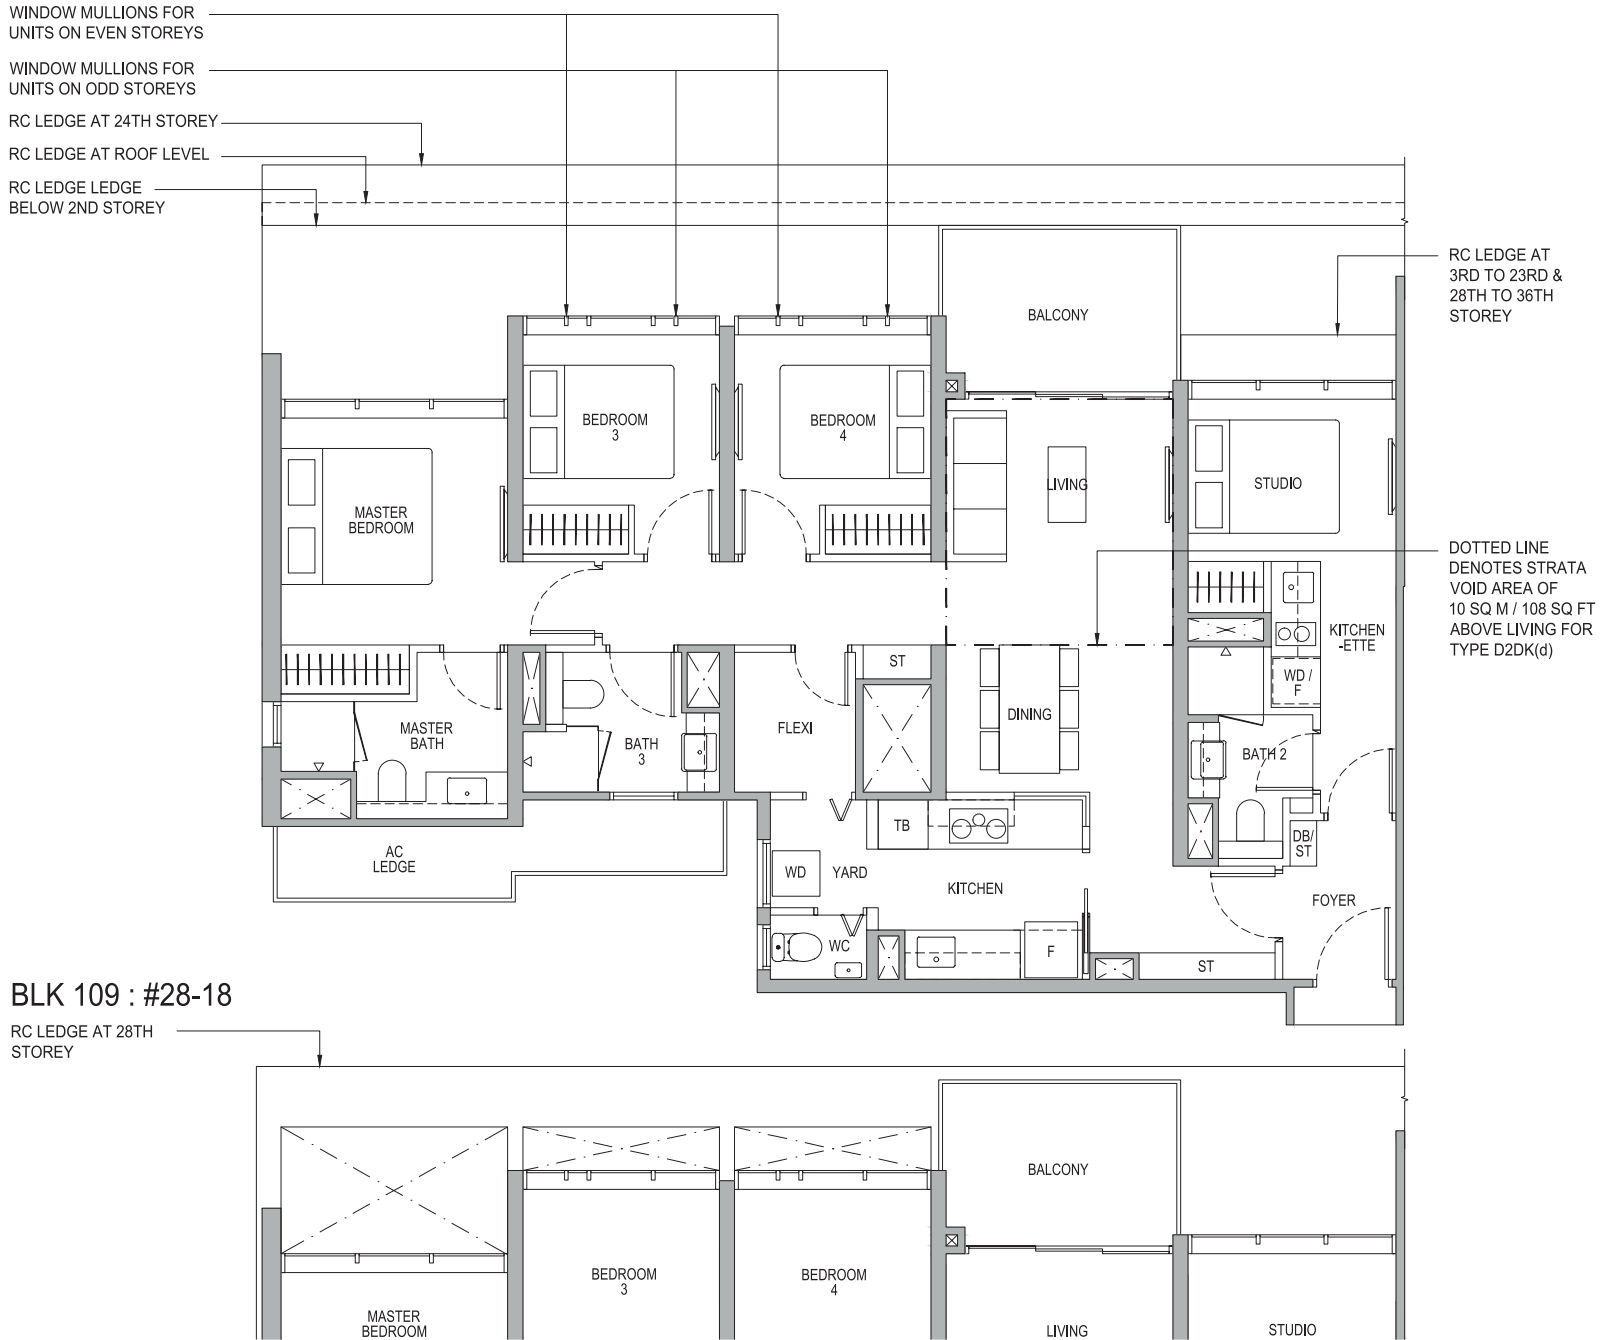 WINDOW MULLIONS FOR
UNITS ON EVEN STOREYS
WINDOW MULLIONS FOR
UNITS ON ODD STOREYS
RC LEDGE AT 24TH STOREY
RC LEDGE AT ROOF LEVEL
RC LEDGE LEDGE
BELOW 2ND STOREY
RC LEDGE AT
3RD TO 23RD &
28TH TO 36TH
STOREY
BALCONY
BEDROOM
3
BEDROOM
4
LIVING
STUDIO
MASTER
BEDROOM
DOTTED LINE
DENOTES STRATA
VOID AREA OF
10 SQ M / 108 SQ FT
ABOVE LIVING FOR
TYPE D2DK(d)
KITCHEN
-ETTE
ST
WD /
F
MASTER
BATH
BATH
3
FLEXI
DINING
BATH 2
TB
DB/
ST
AC
LEDGE
WD
YARD
KITCHEN
FOYER
WC
F
ST
BLK 109 : #28-18
RC LEDGE AT 28TH
STOREY
BALCONY
BEDROOM
3
BEDROOM
4
MASTER
BEDROOM
LIVING
STUDIO